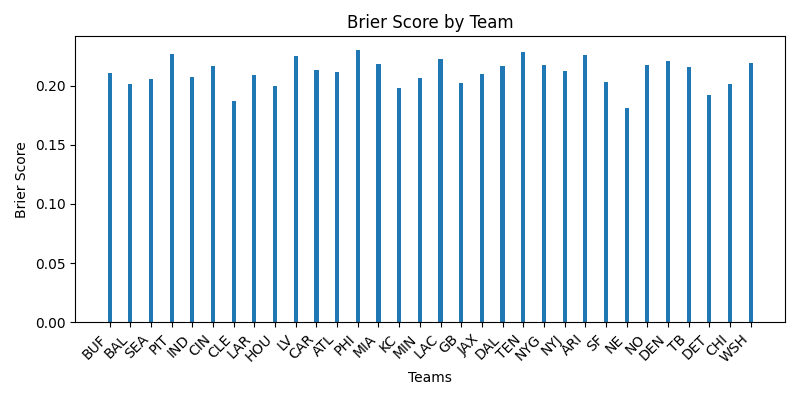 Brier Score by Team
Brier Score
0.20
0.15
0.10
0.05
0.00
BUF BAL SEA PIT IND CIN CLE LAR HOU LV CAR ATL PHI MIA KC MIN LAC GB JAX DAL TEN NYG NYJ ARI SF NE NO DEN TB DET CHI WSH
Teams